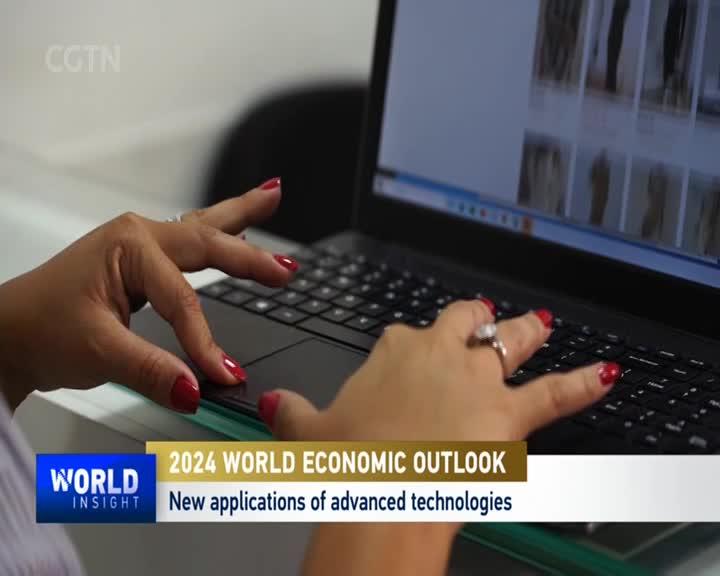 CGTN
2024 WORLD ECONOMIC OUTLOOK
WORLD
INSIGHT
New applications of advanced technologies